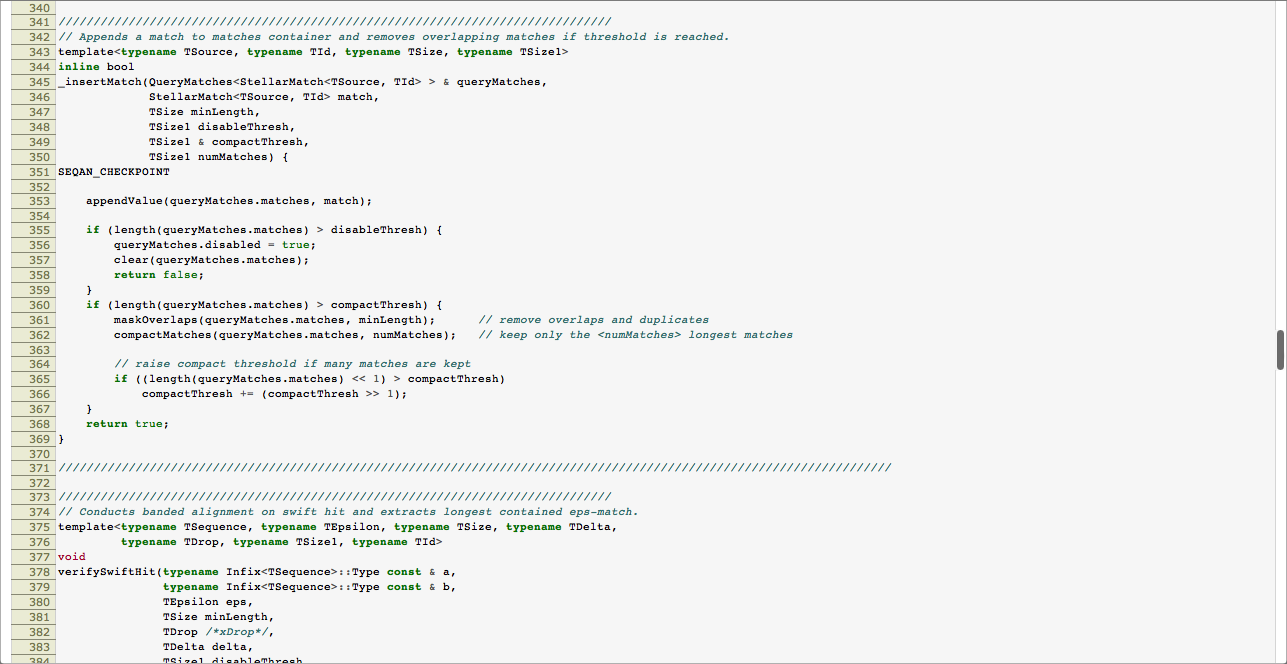 340
341 ///////////////////////////////////////////////////////////////////////////////
342 // Appends a match to matches container and removes overlapping matches if threshold is reached.
343 template<typename TSource, typename TId, typename TSize, typename TSize1>
344 inline bool
345 _insertMatch(QueryMatches<StellarMatch<TSource, TId> > & queryMatches,
346              StellarMatch<TSource, TId> match,
347              TSize minLength,
348              TSize1 disableThresh,
349              TSize1 & compactThresh,
350              TSize1 numMatches) {
351 SEQAN_CHECKPOINT
352
353     appendValue(queryMatches.matches, match);
354
355     if (length(queryMatches.matches) > disableThresh) {
356         queryMatches.disabled = true;
357         clear(queryMatches.matches);
358         return false;
359     }
360     if (length(queryMatches.matches) > compactThresh) {
361         maskOverlaps(queryMatches.matches, minLength);      // remove overlaps and duplicates
362         compactMatches(queryMatches.matches, numMatches);   // keep only the <numMatches> longest matches
363
364         // raise compact threshold if many matches are kept
365         if ((length(queryMatches.matches) << 1) > compactThresh)
366             compactThresh += (compactThresh >> 1);
367     }
368     return true;
369 }
370
371 ///////////////////////////////////////////////////////////////////////////////////////////////////////////////////////
372
373 ///////////////////////////////////////////////////////////////////////////////
374 // Conducts banded alignment on swift hit and extracts longest contained eps-match.
375 template<typename TSequence, typename TEpsilon, typename TSize, typename TDelta,
376          typename TDrop, typename TSize1, typename TId>
377 void
378 verifySwiftHit(typename Infix<TSequence>::Type const & a,
379                typename Infix<TSequence>::Type const & b,
380                TEpsilon eps,
381                TSize minLength,
382                TDrop /*xDrop*/,
383                TDelta delta,
384                TSize1 disableThresh